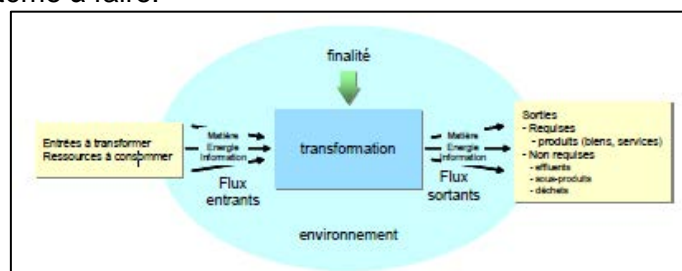 tème à faire.
finalité
Entrées à transformer
Ressources à consommer
Matière
Energie
Information
Flux
entrants
transformation
Matière
Energie
Information
Flux
sortants
Sorties
- Requises
- produits (biens, services)
- Non requises
- effluents
- sous-produits
- déchets
environnement